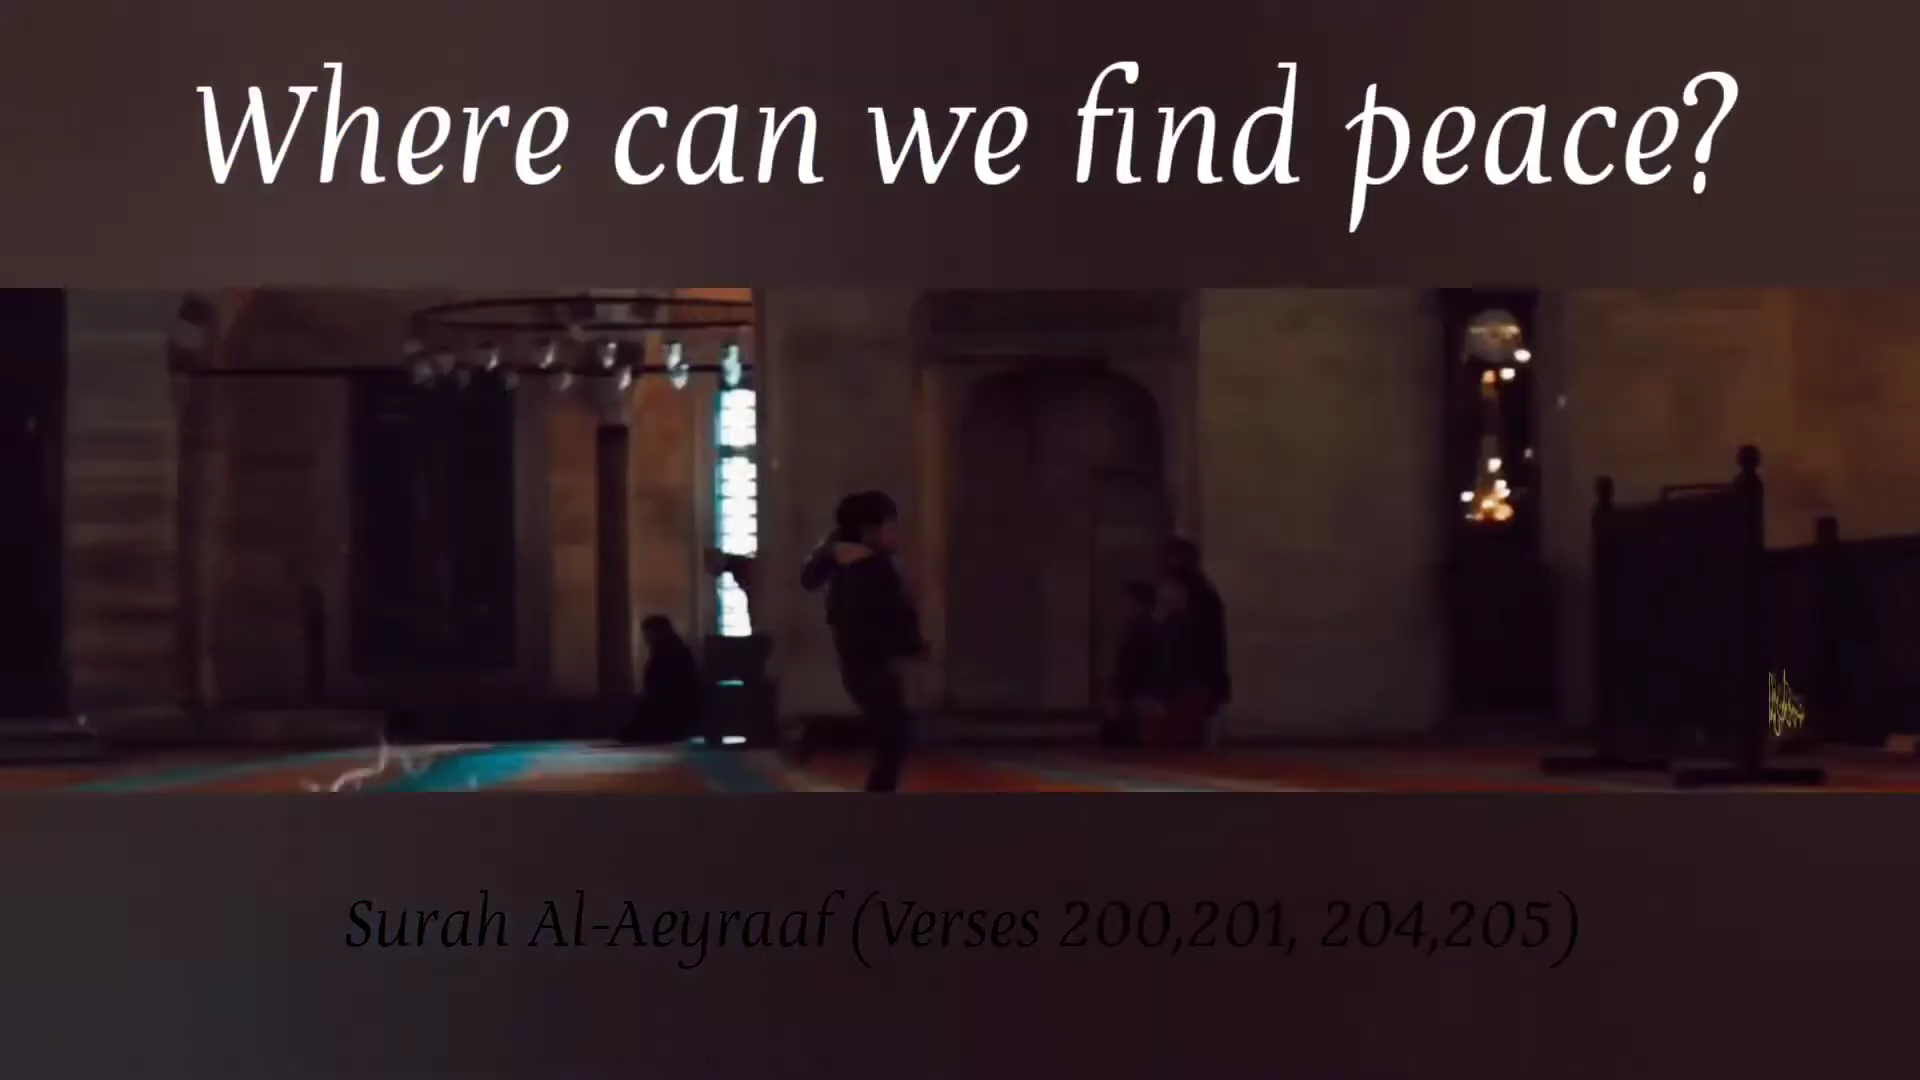 Where can we find peace?
Surah Al-Aeyraaf (Verses 200,201, 204,205)